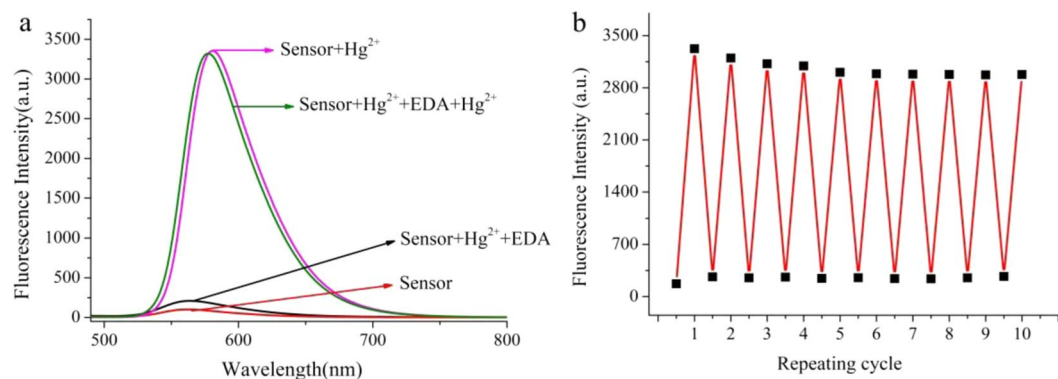 a
Fluorescence Intensity(a.u.)
3500
3000
2500
2000
1500
1000
500
0
500
600
700
800
Wavelength(nm)
Sensor+Hg²⁺
Sensor+Hg²⁺+EDA+Hg²⁺
Sensor+Hg²⁺+EDA
Sensor
b
Fluorescence Intensity (a.u.)
3500
2800
2100
1400
700
0
1 2 3 4 5 6 7 8 9 10
Repeating cycle